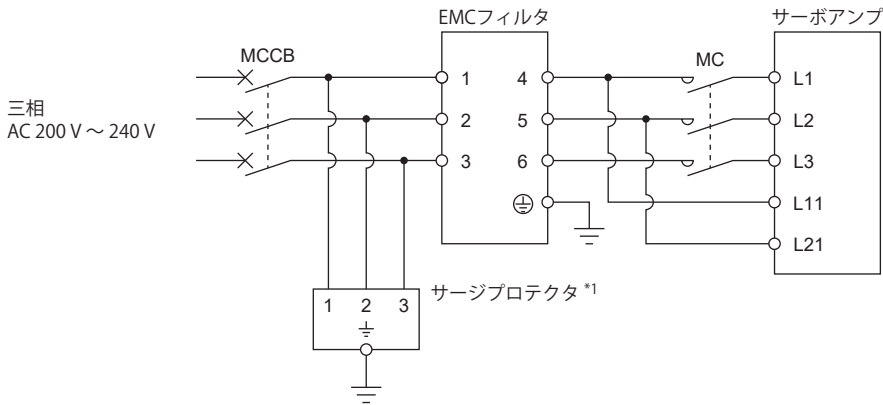 EMCフィルタ
サーボアンプ
MCCB
MC
三相
AC 200 V ～ 240 V
1
4
L1
2
5
L2
3
6
L3
L11
L21
サージプロテクタ *1
1 2 3